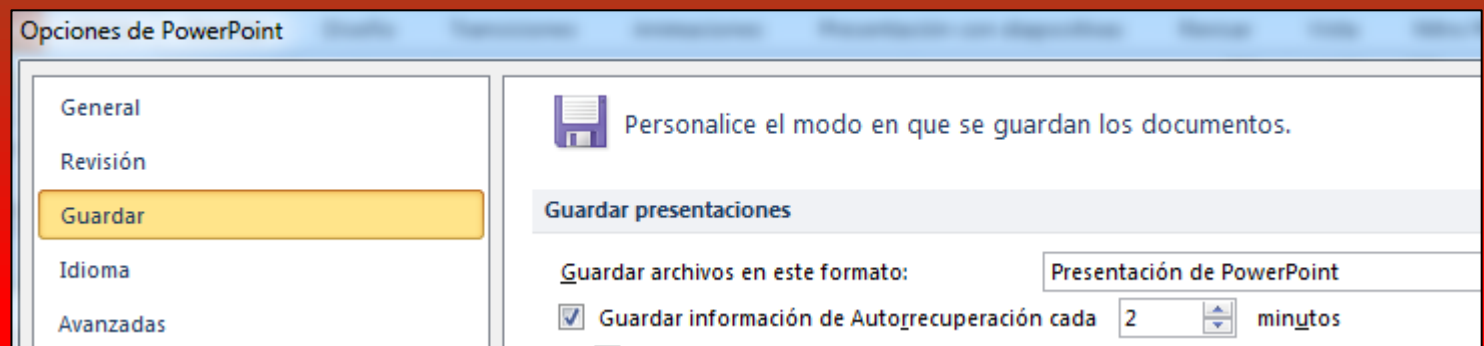 Opciones de PowerPoint
General
Revisión
Guardar
Idioma
Avanzadas
Personalice el modo en que se guardan los documentos.
Guardar presentaciones
Guardar archivos en este formato: Presentación de PowerPoint
Guardar información de Autorrecuperación cada 2 minutos